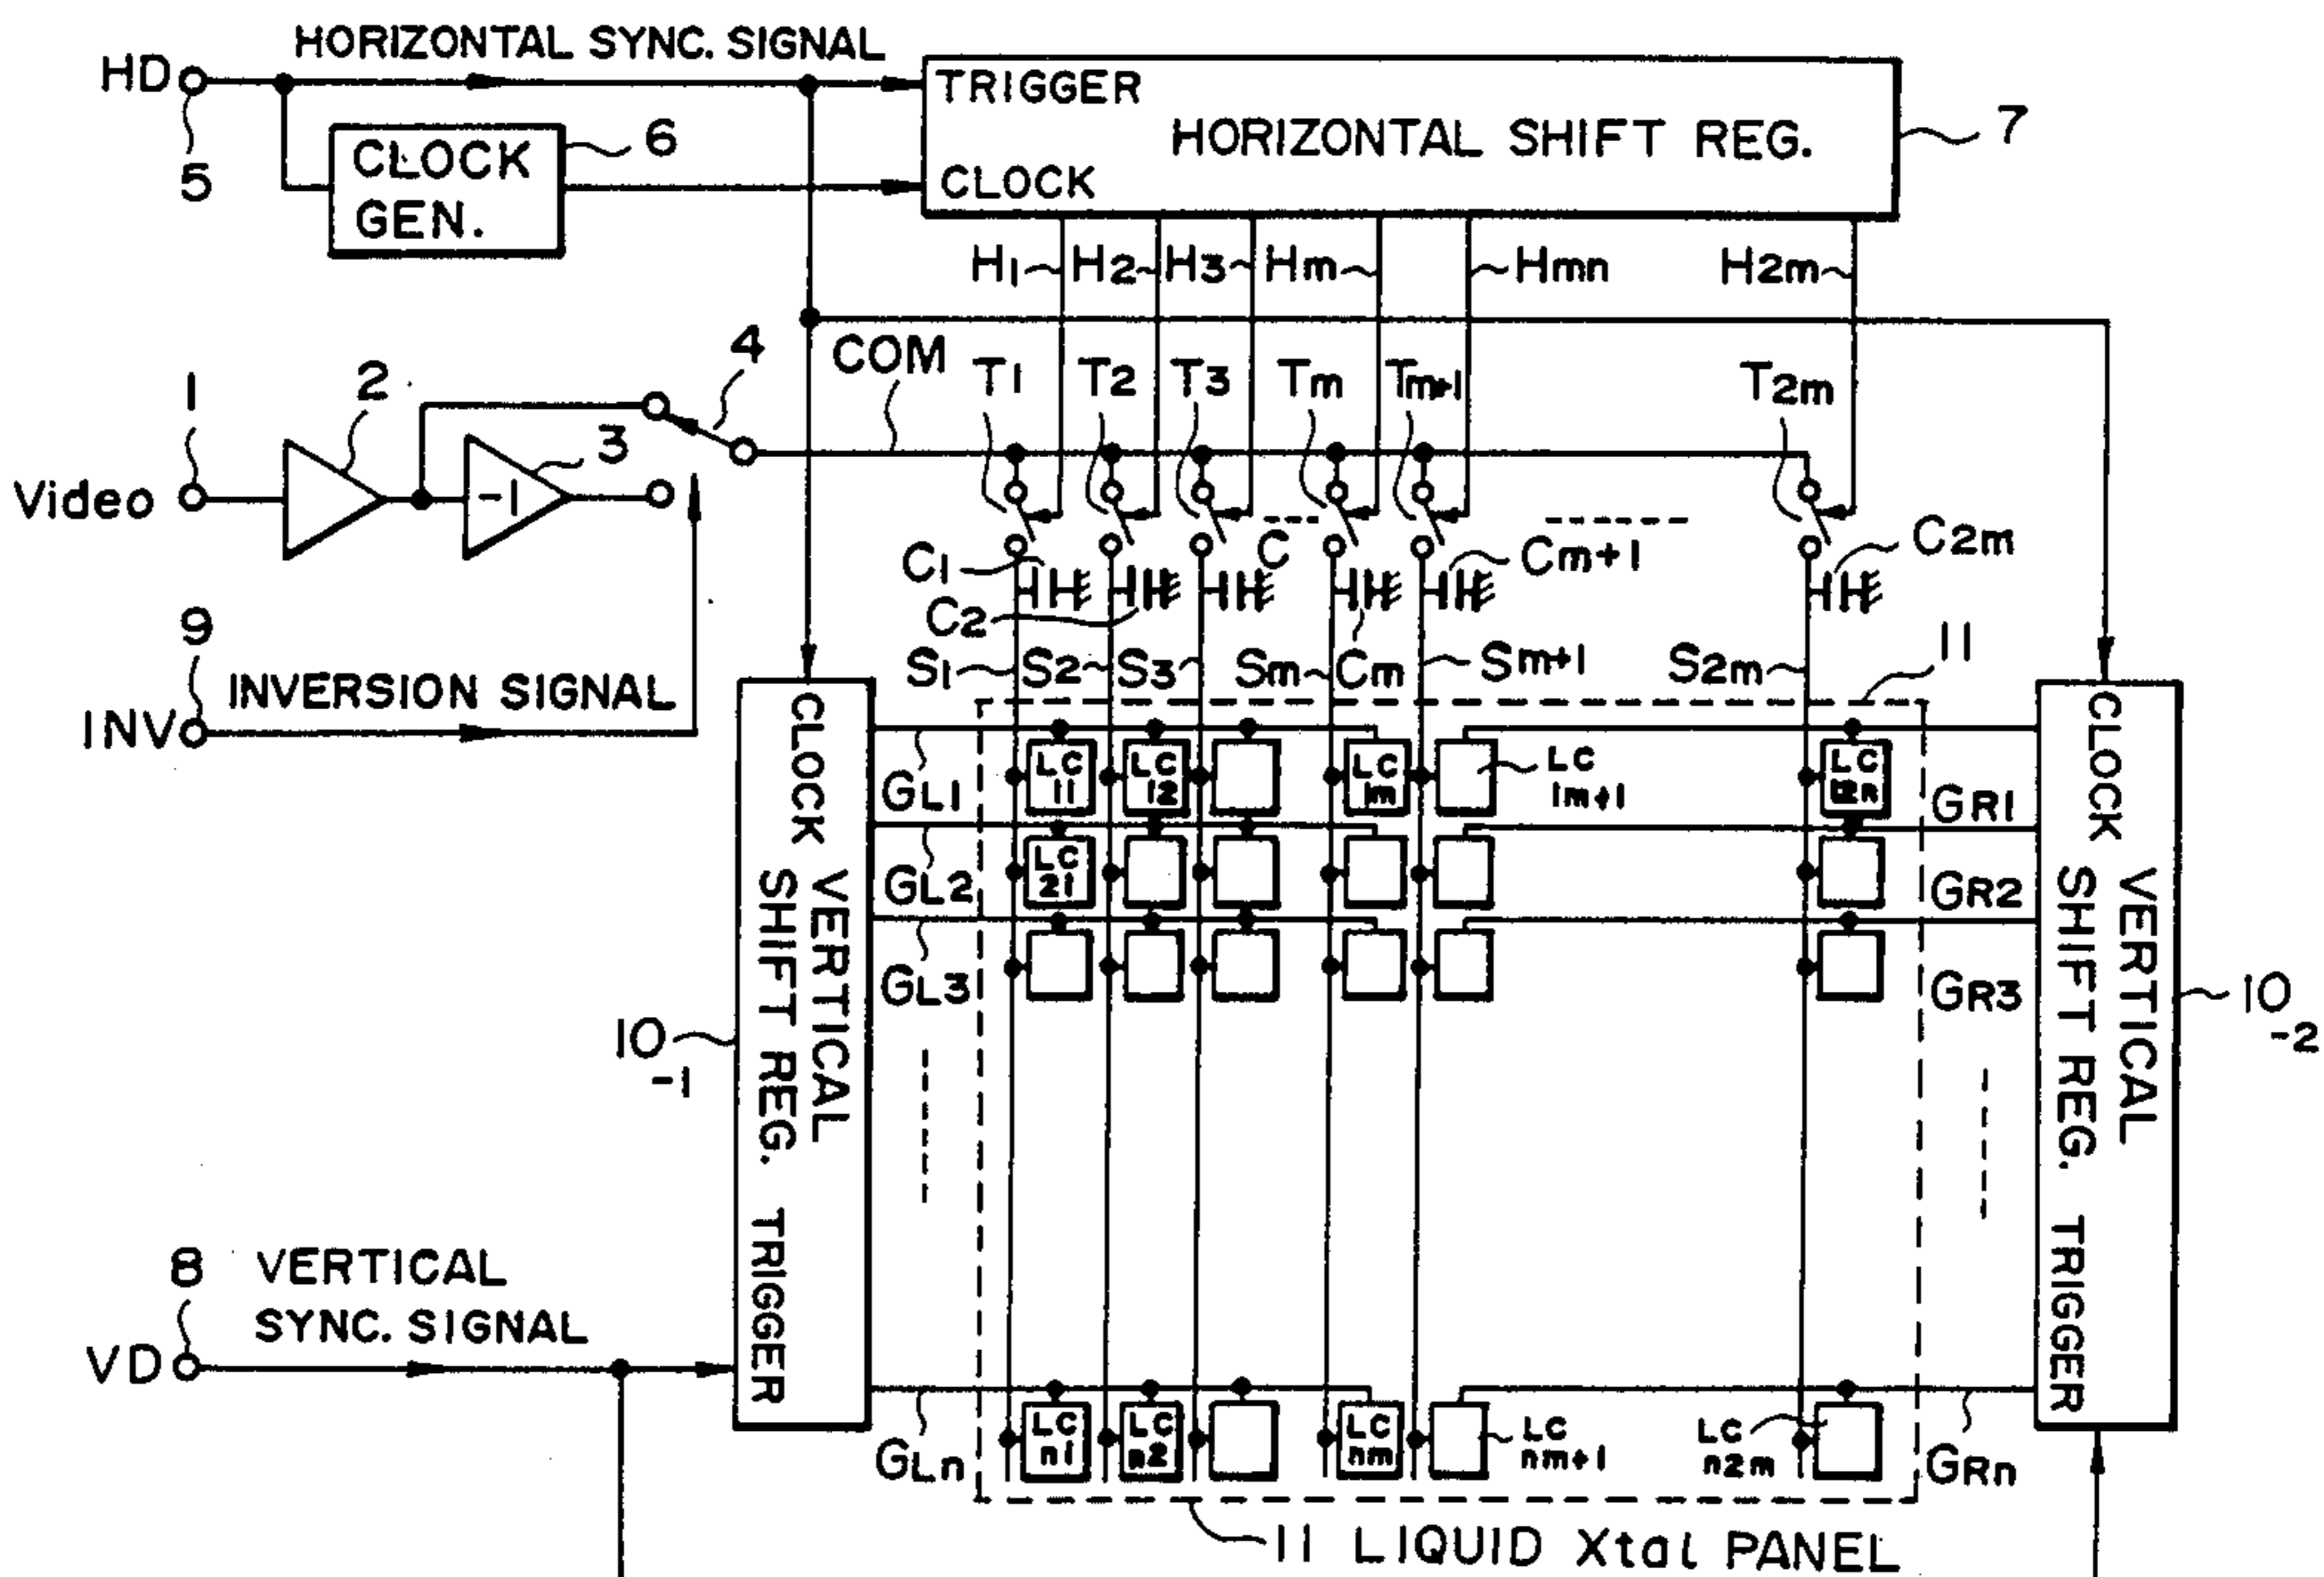 HORIZONTAL SYNC. SIGNAL
HD
5
CLOCK
GEN.
6
TRIGGER
HORIZONTAL SHIFT REG.
CLOCK
7
H1 H2 H3 Hm Hmn H2m
1
2
3
4
COM
T1 T2 T3 Tm Tm+1 T2m
Video
-1
C1
C2
C
Cm
Cm+1
C2m
9
INVERSION SIGNAL
INV
S1 S2 S3 Sm Sm+1 S2m
11
CLOCK
VERTICAL
SHIFT REG.
TRIGGER
10-1
GL1
GL2
GL3
GLn
LC 11
LC 12
LC 1m
LC 1m+1
LC 21
LC n1
LC n2
LC nm
LC nm+1
LC n2m
GR1
GR2
GR3
GRn
CLOCK
VERTICAL
SHIFT REG.
TRIGGER
10-2
8
VERTICAL
SYNC. SIGNAL
VD
11 LIQUID Xtal PANEL